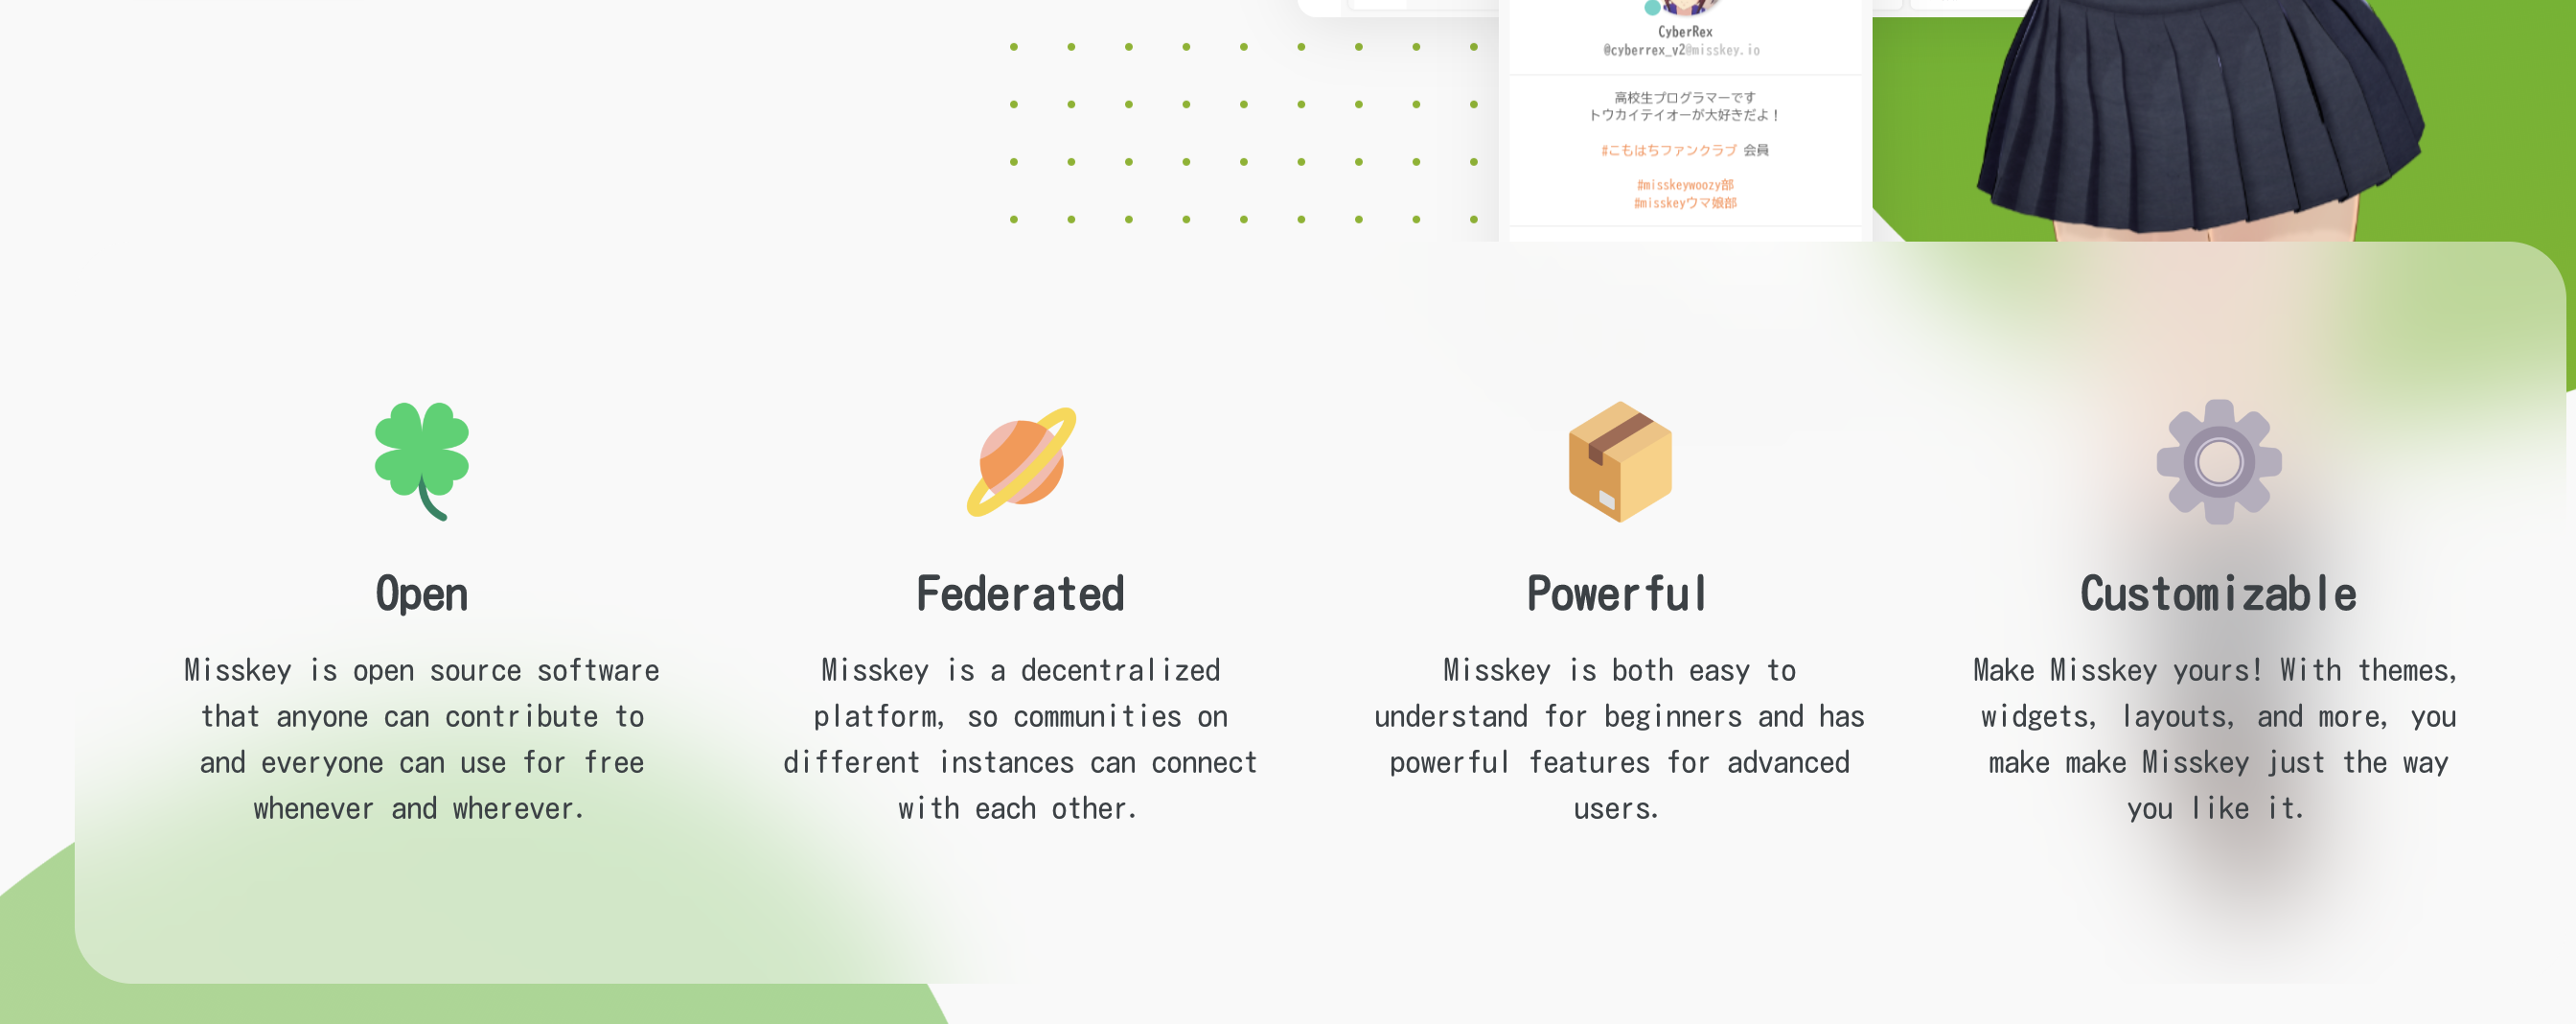 CyberRex
@cyberrex_v2@misskey.io
高校生プログラマーです
トウカイテイオーが大好きだよ！
#こもはちファンクラブ 会員
#misskeywoozy部
#misskeyウマ娘部
Open
Misskey is open source software
that anyone can contribute to
and everyone can use for free
whenever and wherever.
Federated
Misskey is a decentralized
platform, so communities on
different instances can connect
with each other.
Powerful
Misskey is both easy to
understand for beginners and has
powerful features for advanced
users.
Customizable
Make Misskey yours! With themes,
widgets, layouts, and more, you
make make Misskey just the way
you like it.